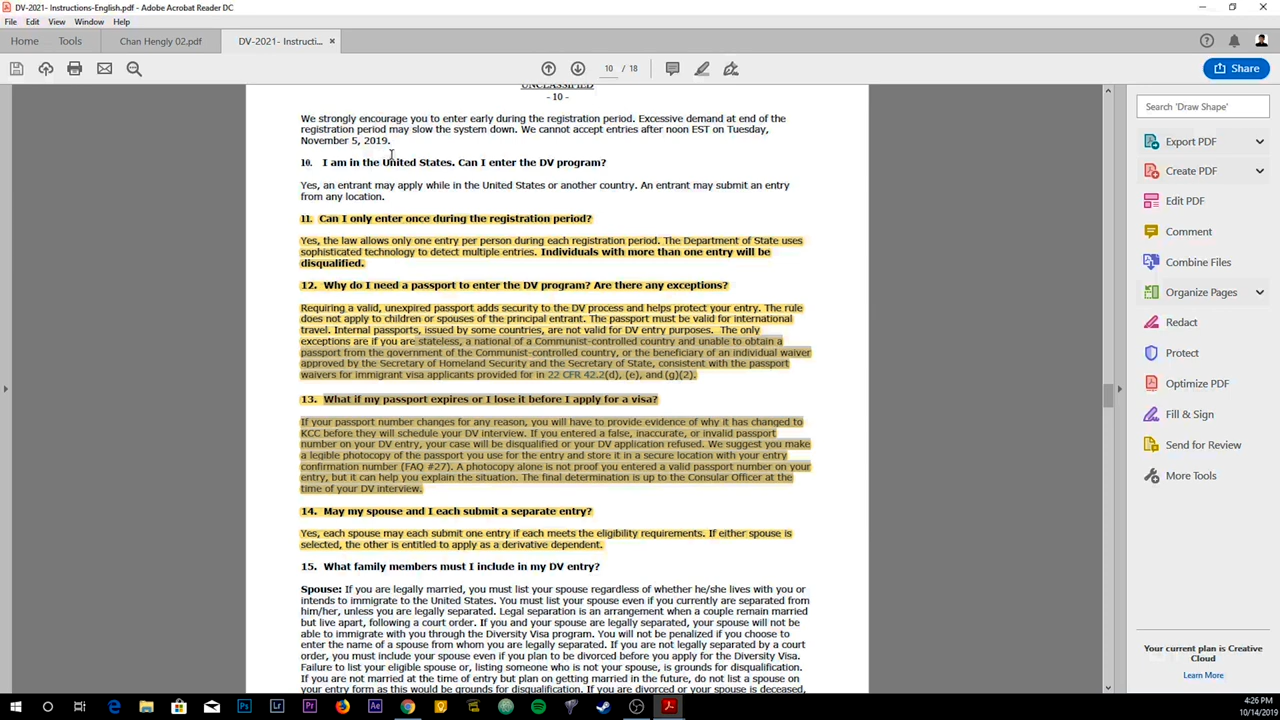 DV-2021- Instructions-English.pdf - Adobe Acrobat Reader DC
File Edit View Window Help
Home Tools Chan Hengly 02.pdf DV-2021- Instructi... ×
10 / 18
Share
UNCLASSIFIED
- 10 -
We strongly encourage you to enter early during the registration period. Excessive demand at end of the
registration period may slow the system down. We cannot accept entries after noon EST on Tuesday,
November 5, 2019.
10. I am in the United States. Can I enter the DV program?
Yes, an entrant may apply while in the United States or another country. An entrant may submit an entry
from any location.
11. Can I only enter once during the registration period?
Yes, the law allows only one entry per person during each registration period. The Department of State uses
sophisticated technology to detect multiple entries. Individuals with more than one entry will be
disqualified.
12. Why do I need a passport to enter the DV program? Are there any exceptions?
Requiring a valid, unexpired passport adds security to the DV process and helps protect your entry. The rule
does not apply to children or spouses of the principal entrant. The passport must be valid for international
travel. Internal passports, issued by some countries, are not valid for DV entry purposes. The only
exceptions are if you are stateless, a national of a Communist-controlled country and unable to obtain a
passport from the government of the Communist-controlled country, or the beneficiary of an individual waiver
approved by the Secretary of Homeland Security and the Secretary of State, consistent with the passport
waivers for immigrant visa applicants provided for in 22 CFR 42.2(d), (e), and (g)(2).
13. What if my passport expires or I lose it before I apply for a visa?
If your passport number changes for any reason, you will have to provide evidence of why it has changed to
KCC before they will schedule your DV interview. If you entered a false, inaccurate, or invalid passport
number on your DV entry, your case will be disqualified or your DV application refused. We suggest you make
a legible photocopy of the passport you use for the entry and store it in a secure location with your entry
confirmation number (FAQ #27). A photocopy alone is not proof you entered a valid passport number on your
entry, but it can help you explain the situation. The final determination is up to the Consular Officer at the
time of your DV interview.
14. May my spouse and I each submit a separate entry?
Yes, each spouse may each submit one entry if each meets the eligibility requirements. If either spouse is
selected, the other is entitled to apply as a derivative dependent.
15. What family members must I include in my DV entry?
Spouse: If you are legally married, you must list your spouse regardless of whether he/she lives with you or
intends to immigrate to the United States. You must list your spouse even if you currently are separated from
him/her, unless you are legally separated. Legal separation is an arrangement when a couple remain married
but live apart, following a court order. If you and your spouse are legally separated, your spouse will not be
able to immigrate with you through the Diversity Visa program. You will not be penalized if you choose to
enter the name of a spouse from whom you are legally separated. If you are not legally separated by a court
order, you must include your spouse even if you plan to be divorced before you apply for the Diversity Visa.
Failure to list your eligible spouse or, listing someone who is not your spouse, is grounds for disqualification.
If you are not married at the time of entry but plan on getting married in the future, do not list a spouse on
your entry form as this would be grounds for disqualification. If you are divorced or your spouse is deceased,
Search 'Draw Shape'
Export PDF
Create PDF
Edit PDF
Comment
Combine Files
Organize Pages
Redact
Protect
Optimize PDF
Fill & Sign
Send for Review
More Tools
Your current plan is Creative
Cloud
Learn More
Ps Lr Pr Ae
4:26 PM
10/14/2019